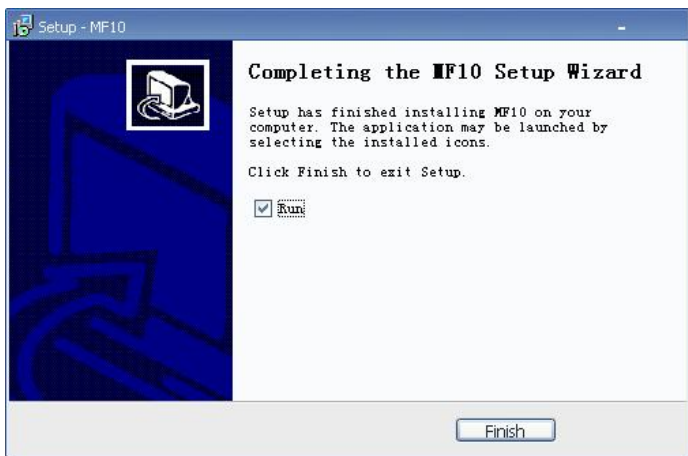 Setup - MF10
Completing the MF10 Setup Wizard
Setup has finished installing MF10 on your
computer. The application may be launched by
selecting the installed icons.
Click Finish to exit Setup.
Run
Finish